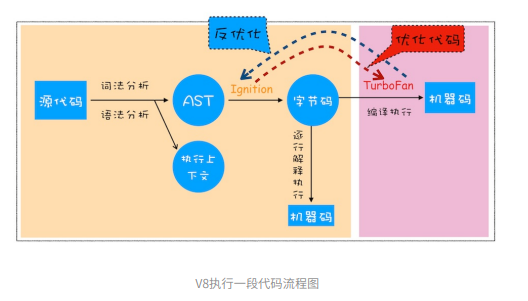 反优化
优化代码
源代码
词法分析
语法分析
AST
Ignition
字节码
TurboFan
编译执行
机器码
执行上
下文
逐
行
解
释
执
行
机器码
V8执行一段代码流程图